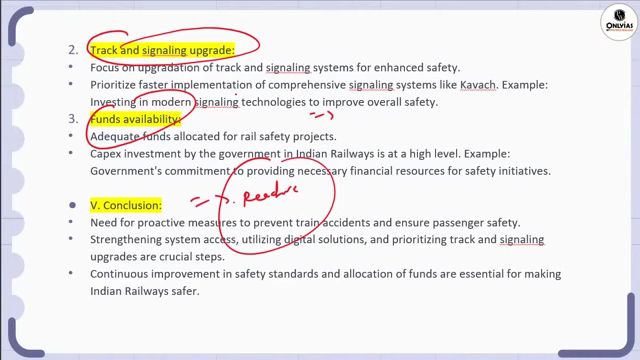 ONLYIAS
2. Track and signaling upgrade:
• Focus on upgradation of track and signaling systems for enhanced safety.
• Prioritize faster implementation of comprehensive signaling systems like Kavach. Example:
Investing in modern signaling technologies to improve overall safety.
3. Funds availability:
• Adequate funds allocated for rail safety projects.
• Capex investment by the government in Indian Railways is at a high level. Example:
Government's commitment to providing necessary financial resources for safety initiatives.
• V. Conclusion:
• Need for proactive measures to prevent train accidents and ensure passenger safety.
• Strengthening system access, utilizing digital solutions, and prioritizing track and signaling
upgrades are crucial steps.
• Continuous improvement in safety standards and allocation of funds are essential for making
Indian Railways safer.